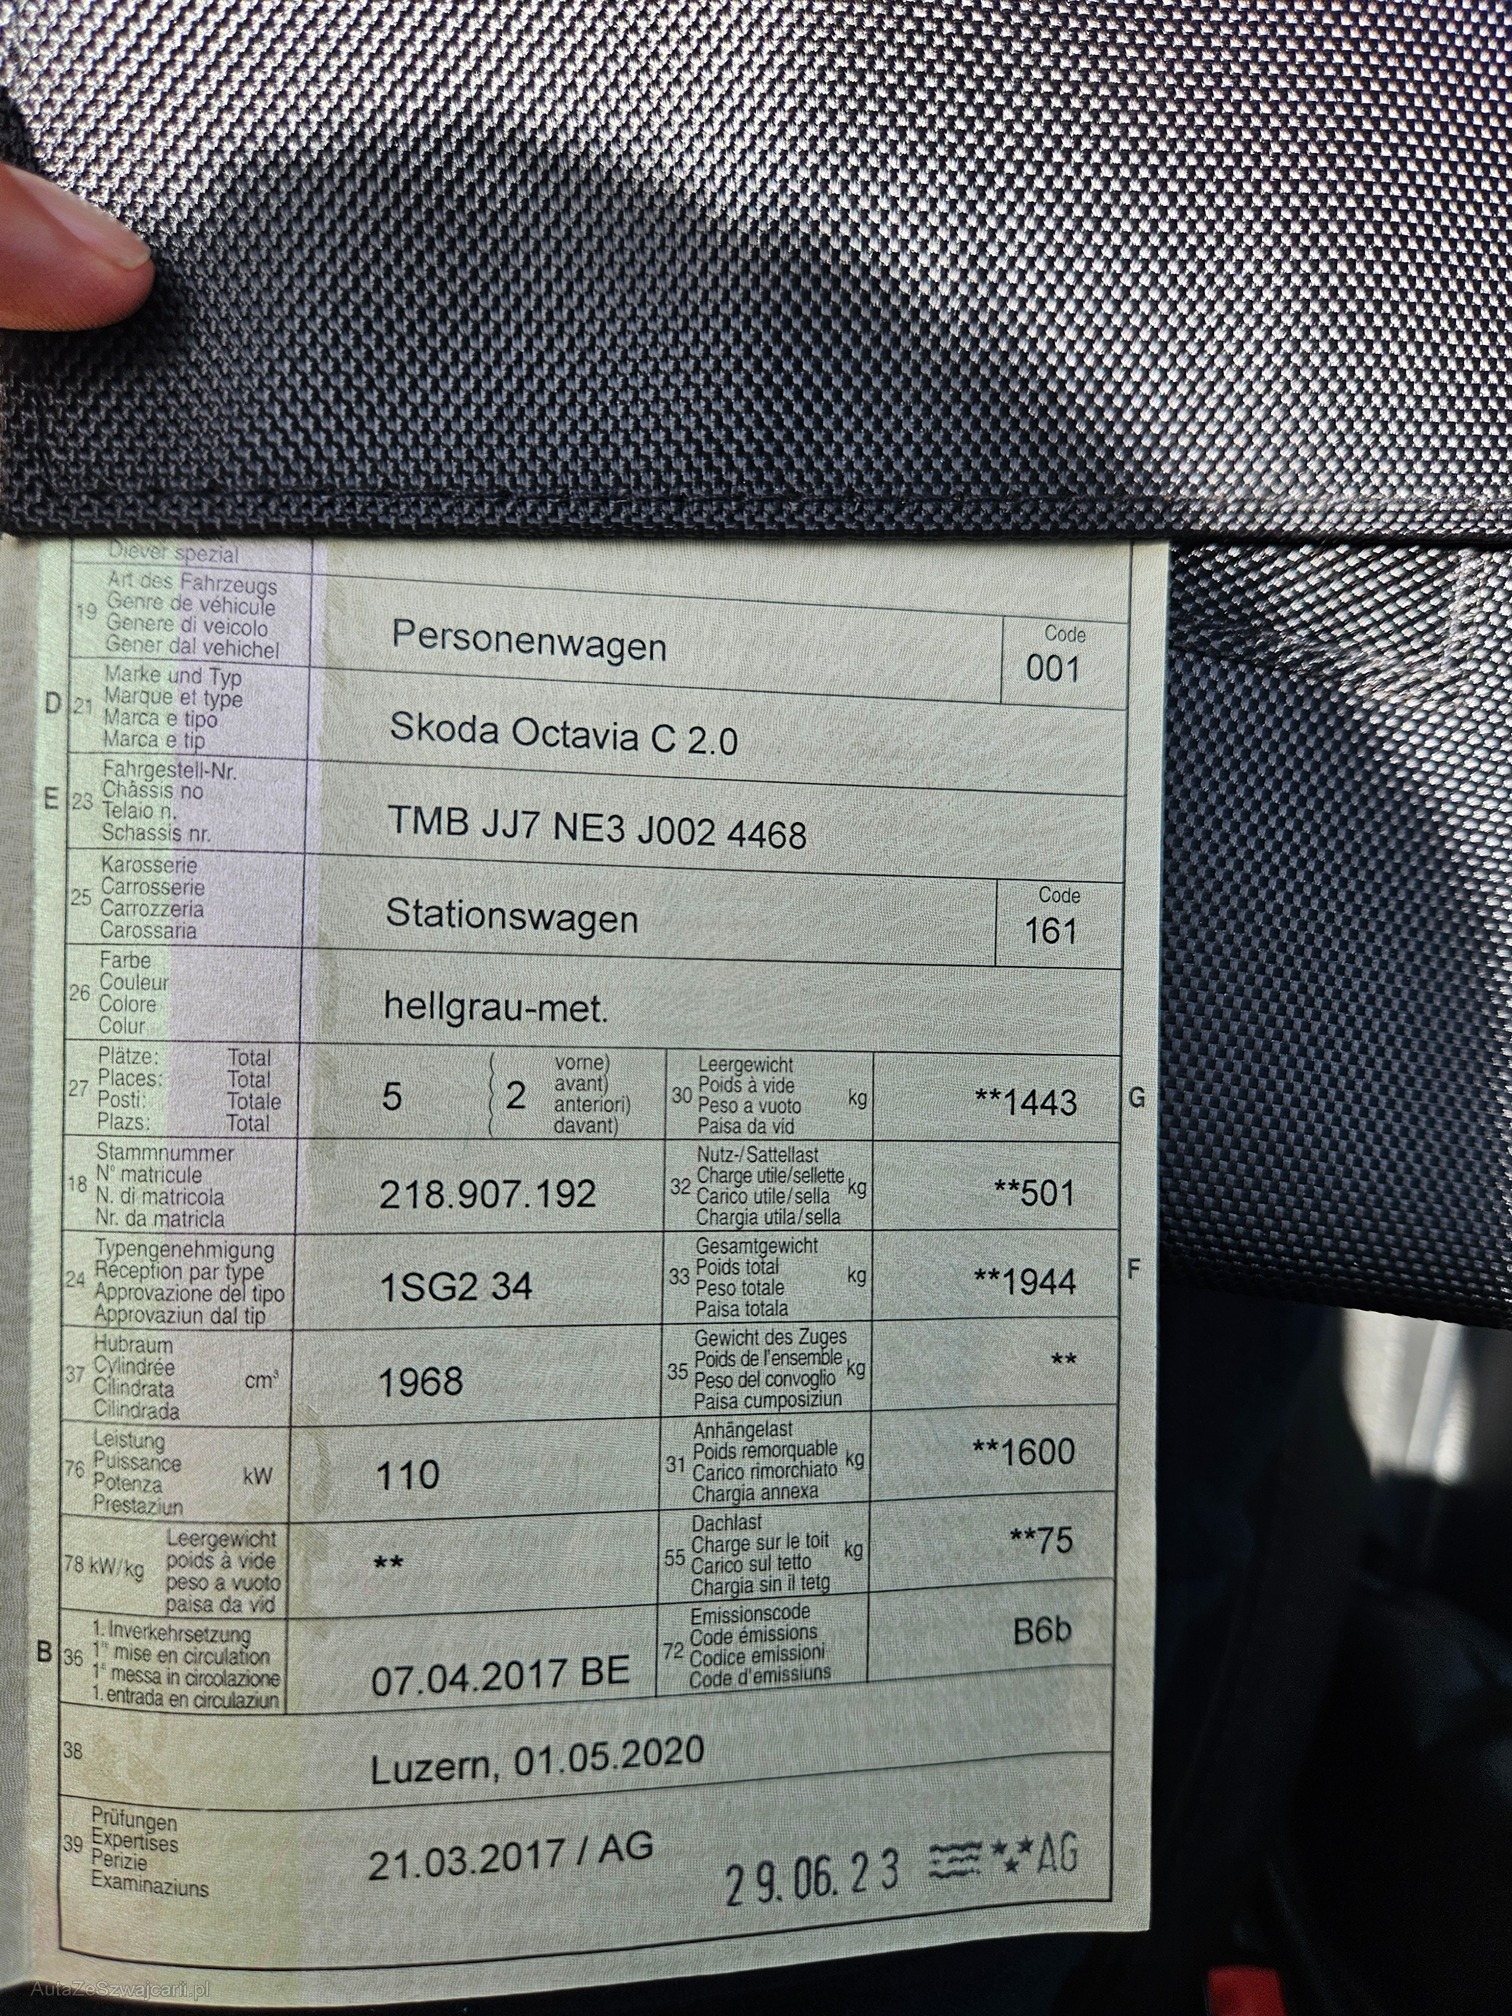 Diever spezial
19
Art des Fahrzeugs
Genre de véhicule
Genere di veicolo
Gener dal vehichel
Personenwagen
Code
001
D 21
Marke und Typ
Marque et type
Marca e tipo
Marca e tip
Skoda Octavia C 2.0
E 23
Fahrgestell-Nr.
Châssis no
Telaio n.
Schassis nr.
TMB JJ7 NE3 J002 4468
25
Karosserie
Carrosserie
Carrozzeria
Carossaria
Stationswagen
Code
161
26
Farbe
Couleur
Colore
Colur
hellgrau-met.
27
Plätze: Total
Places: Total
Posti: Totale
Plazs: Total
5 ( 2
vorne)
avant)
anteriori)
davant)
30
Leergewicht
Poids à vide
Peso a vuoto
Paisa da vid
kg
**1443
G
18
Stammnummer
N° matricule
N. di matricola
Nr. da matricla
218.907.192
32
Nutz-/Sattellast
Charge utile/sellette
Carico utile/sella
Chargia utila/sella
kg
**501
24
Typengenehmigung
Réception par type
Approvazione del tipo
Approvaziun dal tip
1SG2 34
33
Gesamtgewicht
Poids total
Peso totale
Paisa totala
kg
**1944
F
37
Hubraum
Cylindrée
Cilindrata
Cilindrada
cm³
1968
35
Gewicht des Zuges
Poids de l'ensemble
Peso del convoglio
Paisa cumposiziun
kg
**
76
Leistung
Puissance
Potenza
Prestaziun
kW
110
31
Anhängelast
Poids remorquable
Carico rimorchiato
Chargia annexa
kg
**1600
78 kW/kg
Leergewicht
poids à vide
peso a vuoto
paisa da vid
**
55
Dachlast
Charge sur le toit
Carico sul tetto
Chargia sin il tetg
kg
**75
B 36
1. Inverkehrsetzung
1re mise en circulation
1a messa in circolazione
1. entrada en circulaziun
07.04.2017 BE
72
Emissionscode
Code émissions
Codice emissioni
Code d'emissiuns
B6b
38
Luzern, 01.05.2020
39
Prüfungen
Expertises
Perizie
Examinaziuns
21.03.2017 / AG
29.06.23 AG
AutaZeSzwajcarii.pl